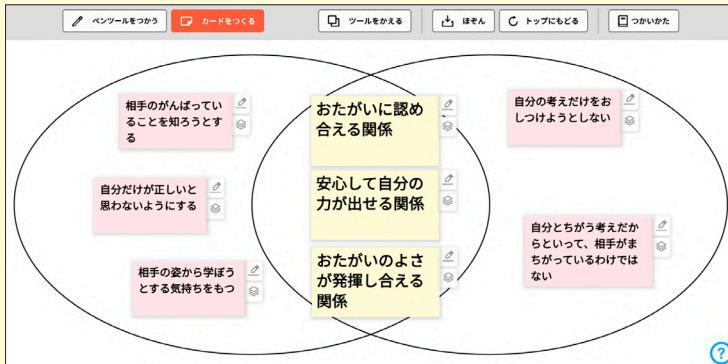 ペンツールをつかう
カードをつくる
ツールをかえる
ほぞん
トップにもどる
つかいかた
相手のがんばってい
ることを知ろうとす
る
自分だけが正しいと
思わないようにする
相手の姿から学ぼう
とする気持ちをもつ
おたがいに認め
合える関係
安心して自分の
力が出せる関係
おたがいのよさ
が発揮し合える
関係
自分の考えだけをお
しつけようとしない
自分とちがう考えだか
らといって、相手がま
ちがっているわけでは
ない
?